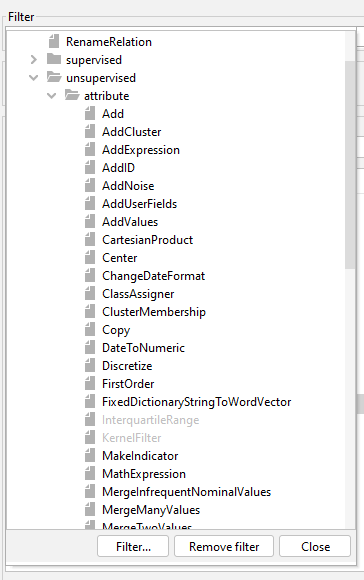 Filter
RenameRelation
supervised
unsupervised
attribute
Add
AddCluster
AddExpression
AddID
AddNoise
AddUserFields
AddValues
CartesianProduct
Center
ChangeDateFormat
ClassAssigner
ClusterMembership
Copy
DateToNumeric
Discretize
FirstOrder
FixedDictionaryStringToWordVector
InterquartileRange
KernelFilter
MakeIndicator
MathExpression
MergeInfrequentNominalValues
MergeManyValues
MergeTwoValues
Filter... Remove filter Close